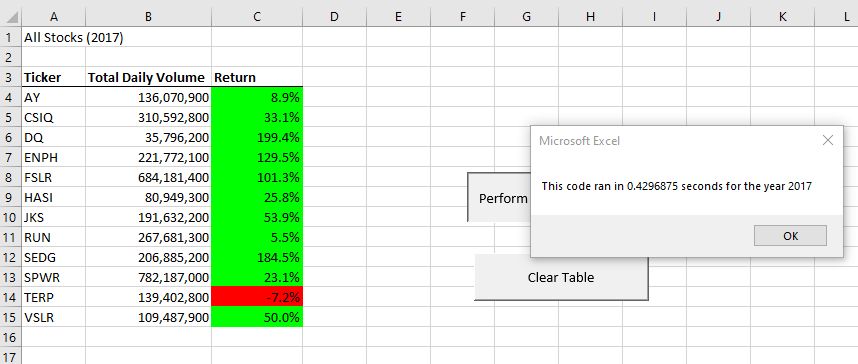 A B C D E F G H I J K L
1 All Stocks (2017)
2
3 Ticker Total Daily Volume Return
4 AY 136,070,900 8.9%
5 CSIQ 310,592,800 33.1%
6 DQ 35,796,200 199.4%
7 ENPH 221,772,100 129.5%
8 FSLR 684,181,400 101.3%
9 HASI 80,949,300 25.8%
10 JKS 191,632,200 53.9%
11 RUN 267,681,300 5.5%
12 SEDG 206,885,200 184.5%
13 SPWR 782,187,000 23.1%
14 TERP 139,402,800 -7.2%
15 VSLR 109,487,900 50.0%
16
17
Perform
Clear Table
Microsoft Excel
This code ran in 0.4296875 seconds for the year 2017
OK